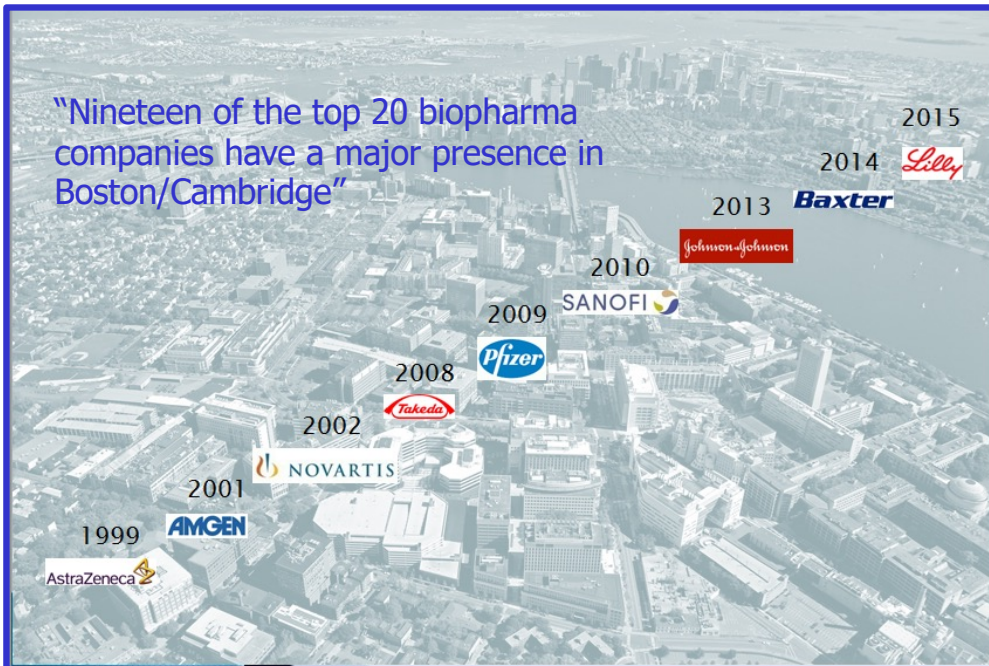 “Nineteen of the top 20 biopharma
companies have a major presence in
Boston/Cambridge”
2015
Lilly
2014
Baxter
2013
Johnson & Johnson
2010
SANOFI
2009
Pfizer
2008
Takeda
2002
NOVARTIS
2001
AMGEN
1999
AstraZeneca